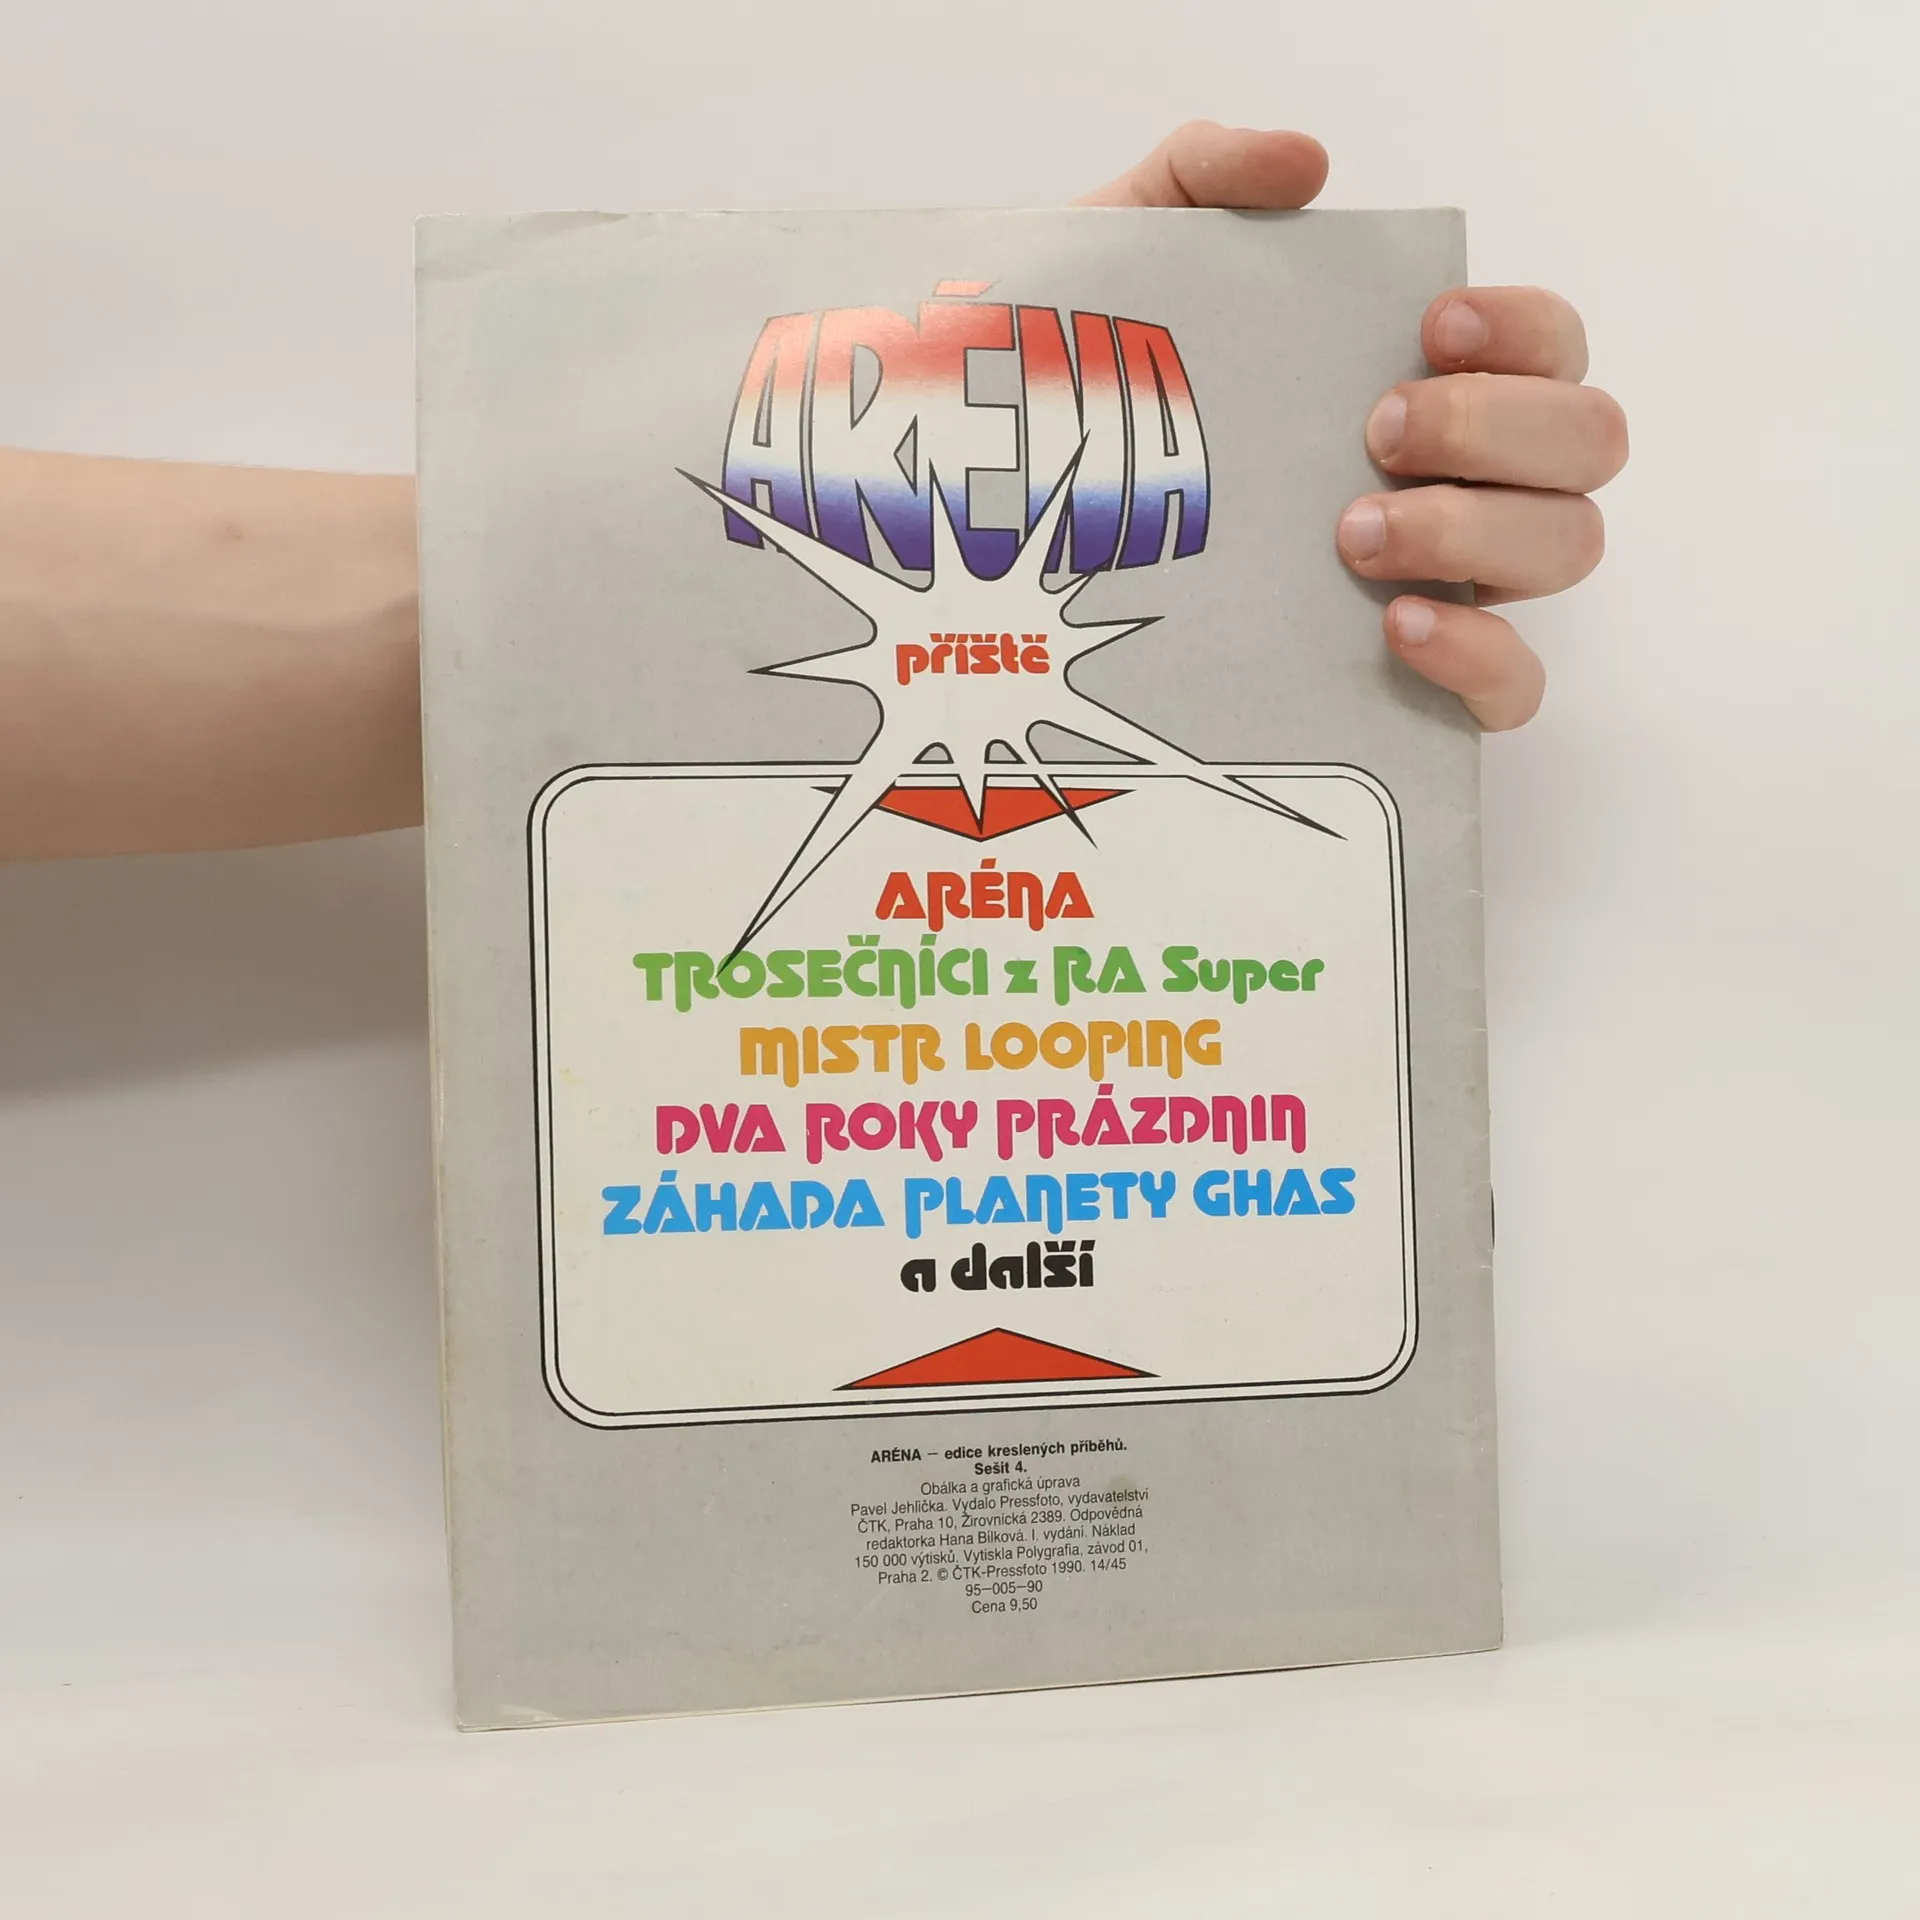 ARÉNA
příště
ARÉNA
TROSEČNÍCI z RA Super
MISTR LOOPING
DVA ROKY PRÁZDNIN
ZÁHADA PLANETY GHAS
a další
ARÉNA — edice kreslených příběhů.
Sešit 4.
Obálka a grafická úprava
Pavel Jehlička. Vydalo Pressfoto, vydavatelství
ČTK, Praha 10, Žirovnická 2389. Odpovědná
redaktorka Hana Bílková. I. vydání. Náklad
150 000 výtisků. Vytiskla Polygrafia, závod 01,
Praha 2. © ČTK-Pressfoto 1990. 14/45
95—005—90
Cena 9,50